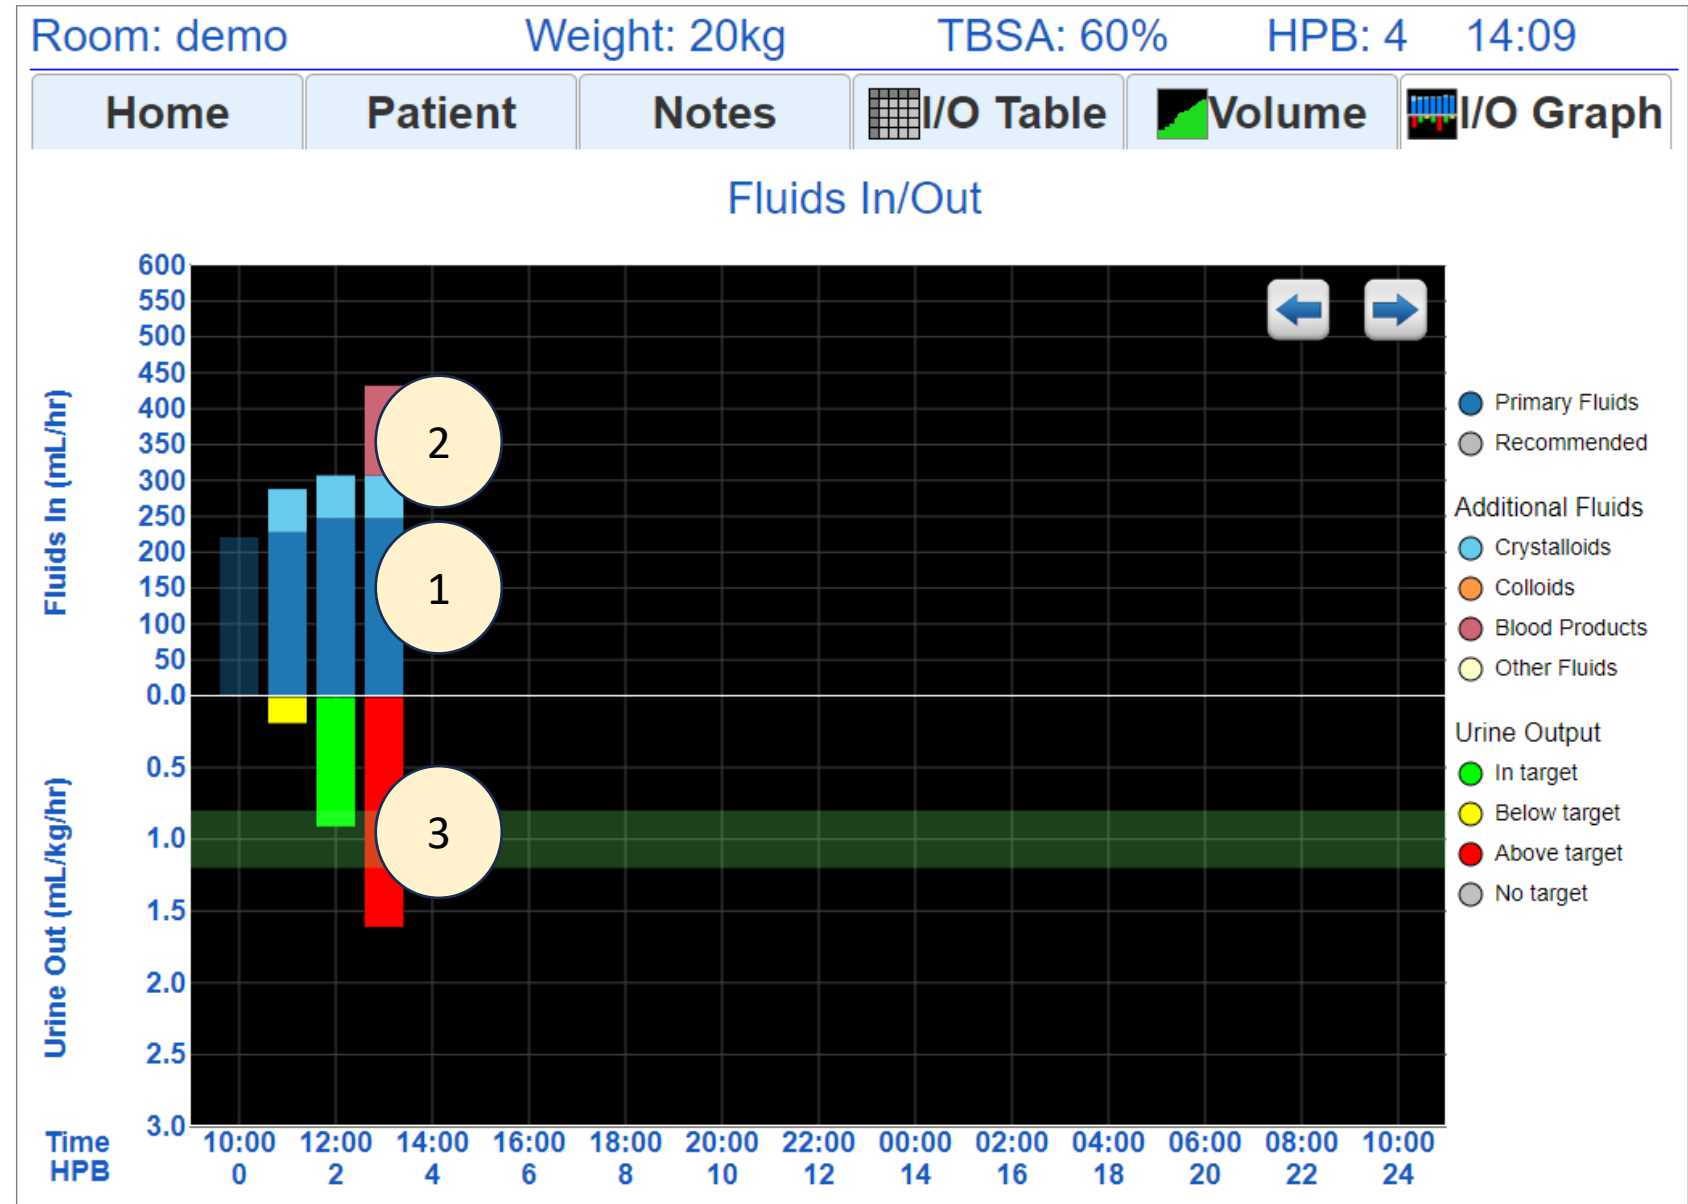 Room: demo Weight: 20kg TBSA: 60% HPB: 4 14:09
Home Patient Notes I/O Table Volume I/O Graph
Fluids In/Out
Fluids In (mL/hr)
600
550
500
450
400
350
300
250
200
150
100
50
0.0
2
1
Urine Out (mL/kg/hr)
0.5
1.0
1.5
2.0
2.5
3.0
3
Primary Fluids
Recommended
Additional Fluids
Crystalloids
Colloids
Blood Products
Other Fluids
Urine Output
In target
Below target
Above target
No target
Time 10:00 12:00 14:00 16:00 18:00 20:00 22:00 00:00 02:00 04:00 06:00 08:00 10:00
HPB 0 2 4 6 8 10 12 14 16 18 20 22 24